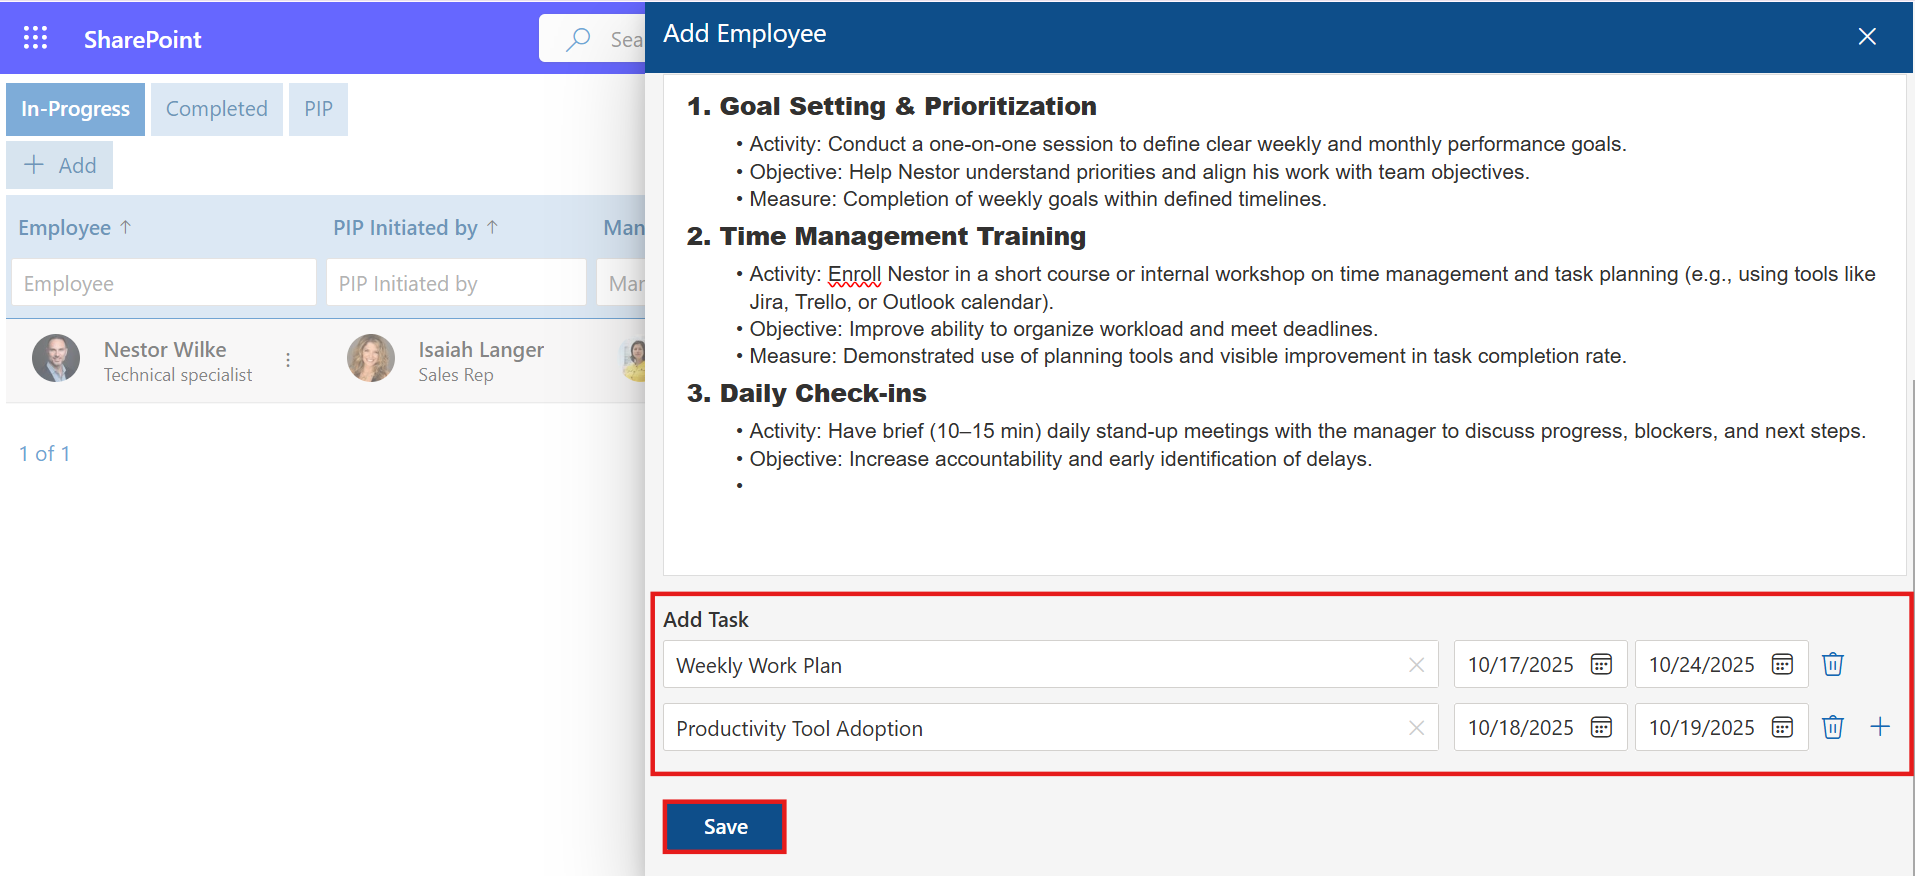 SharePoint
Sea
In-Progress
Completed
PIP
Add
Employee
PIP Initiated by
Man
Employee
PIP Initiated by
Mar
Nestor Wilke
Technical specialist
Isaiah Langer
Sales Rep
1 of 1
Add Employee
1. Goal Setting & Prioritization
• Activity: Conduct a one-on-one session to define clear weekly and monthly performance goals.
• Objective: Help Nestor understand priorities and align his work with team objectives.
• Measure: Completion of weekly goals within defined timelines.
2. Time Management Training
• Activity: Enroll Nestor in a short course or internal workshop on time management and task planning (e.g., using tools like
Jira, Trello, or Outlook calendar).
• Objective: Improve ability to organize workload and meet deadlines.
• Measure: Demonstrated use of planning tools and visible improvement in task completion rate.
3. Daily Check-ins
• Activity: Have brief (10–15 min) daily stand-up meetings with the manager to discuss progress, blockers, and next steps.
• Objective: Increase accountability and early identification of delays.
•
Add Task
Weekly Work Plan
10/17/2025
10/24/2025
Productivity Tool Adoption
10/18/2025
10/19/2025
Save